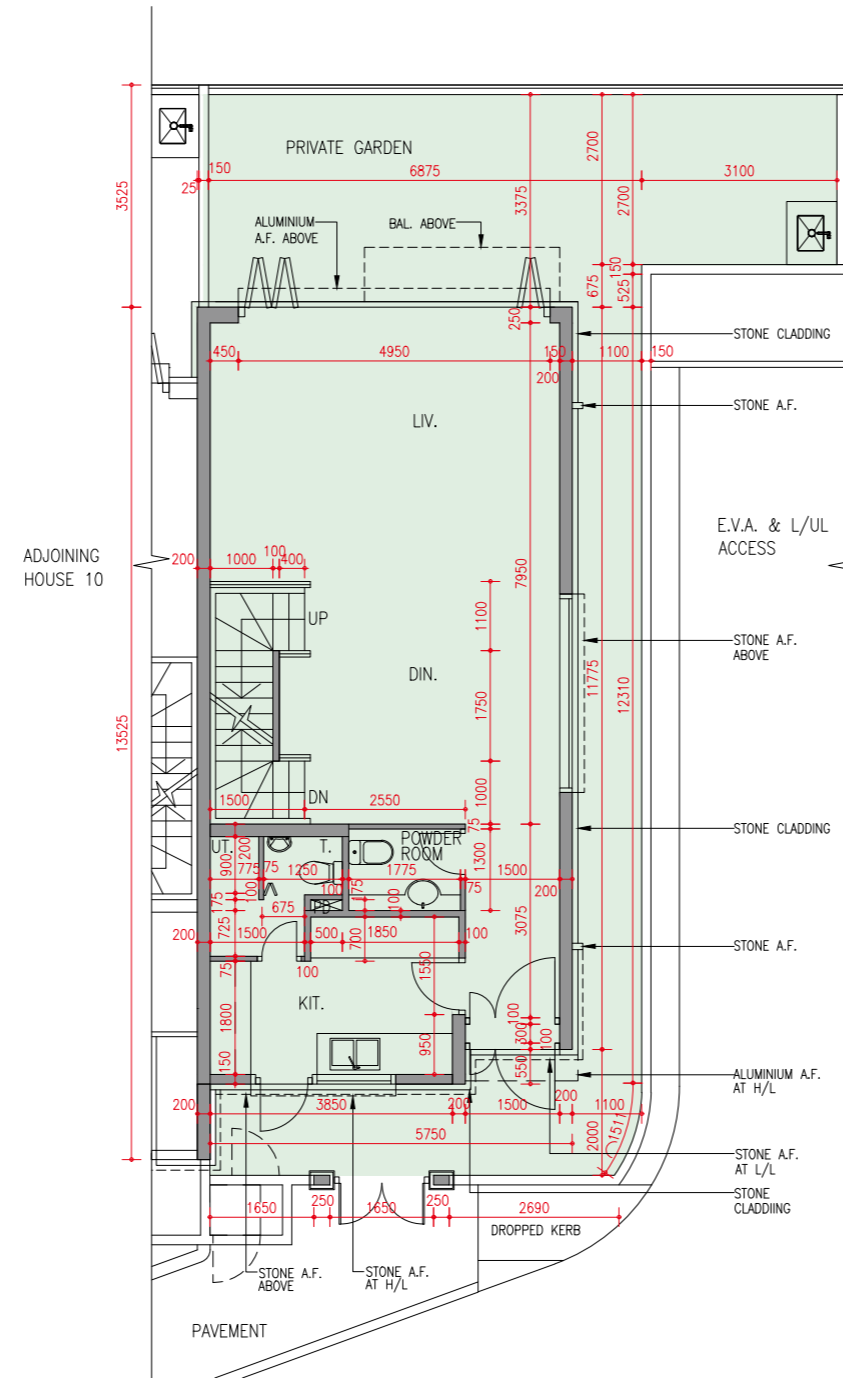 PRIVATE GARDEN
150
6875
3100
25
3525
2700
2700
3375
ALUMINIUM
A.F. ABOVE
BAL. ABOVE
675
150
525
250
STONE CLADDING
450
4950
150
200
1100
150
STONE A.F.
LIV.
E.V.A. & L/UL
ACCESS
ADJOINING
HOUSE 10
200
1000
100
400
7950
UP
1100
STONE A.F.
ABOVE
DIN.
11775
12310
1750
13525
DN
1000
1500
2550
75
STONE CLADDING
UT.
200
T.
POWDER
ROOM
1300
900
775
75
1250
1775
75
1500
200
100
100
175
175
100
PD
675
725
200
1500
500
1850
100
3075
700
1550
STONE A.F.
75
100
KIT.
1800
100
300
100
950
150
550
ALUMINIUM A.F.
AT H/L
200
3850
200
1500
200
1100
5750
2000
1511
STONE A.F.
AT L/L
STONE
CLADDING
1650
250
1650
250
2690
DROPPED KERB
STONE A.F.
ABOVE
STONE A.F.
AT H/L
PAVEMENT